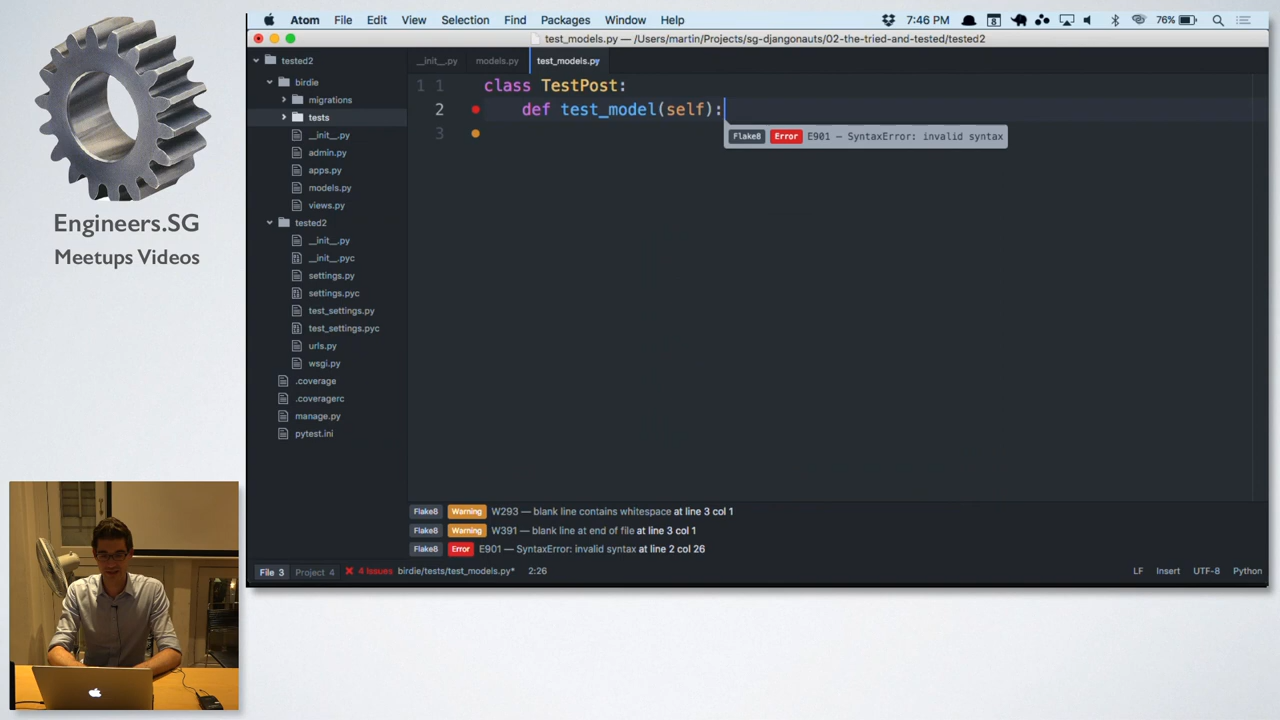 Engineers.SG
Meetups Videos
Atom File Edit View Selection Find Packages Window Help 7:46 PM 76%
test_models.py — /Users/martin/Projects/sg-djangonauts/02-the-tried-and-tested/tested2
tested2
birdie
migrations
tests
__init__.py
admin.py
apps.py
models.py
views.py
tested2
__init__.py
__init__.pyc
settings.py
settings.pyc
test_settings.py
test_settings.pyc
urls.py
wsgi.py
.coverage
.coveragerc
manage.py
pytest.ini
__init__.py models.py test_models.py
1 1 class TestPost:
2 def test_model(self):
3
Flake8 Error E901 — SyntaxError: invalid syntax
Flake8 Warning W293 — blank line contains whitespace at line 3 col 1
Flake8 Warning W391 — blank line at end of file at line 3 col 1
Flake8 Error E901 — SyntaxError: invalid syntax at line 2 col 26
File 3 Project 4 4 Issues birdie/tests/test_models.py* 2:26 LF Insert UTF-8 Python